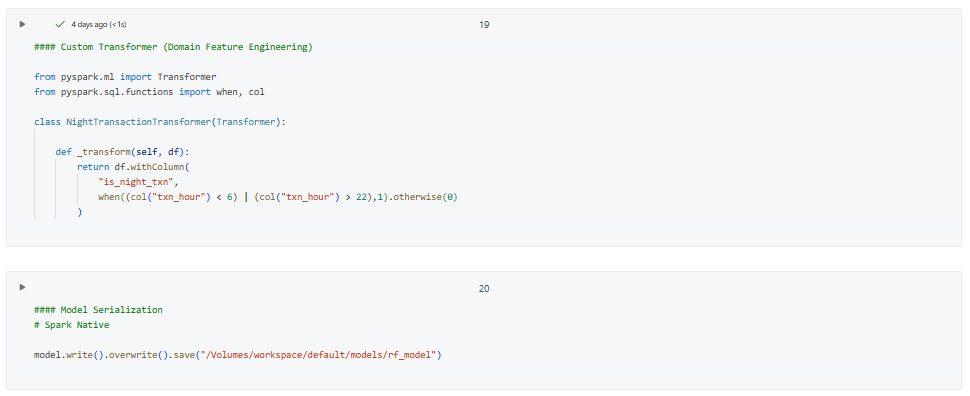 4 days ago (<1s)
19
#### Custom Transformer (Domain Feature Engineering)
from pyspark.ml import Transformer
from pyspark.sql.functions import when, col
class NightTransactionTransformer(Transformer):
    def _transform(self, df):
        return df.withColumn(
            "is_night_txn",
            when((col("txn_hour") < 6) | (col("txn_hour") > 22),1).otherwise(0)
        )
20
#### Model Serialization
# Spark Native
model.write().overwrite().save("/Volumes/workspace/default/models/rf_model")